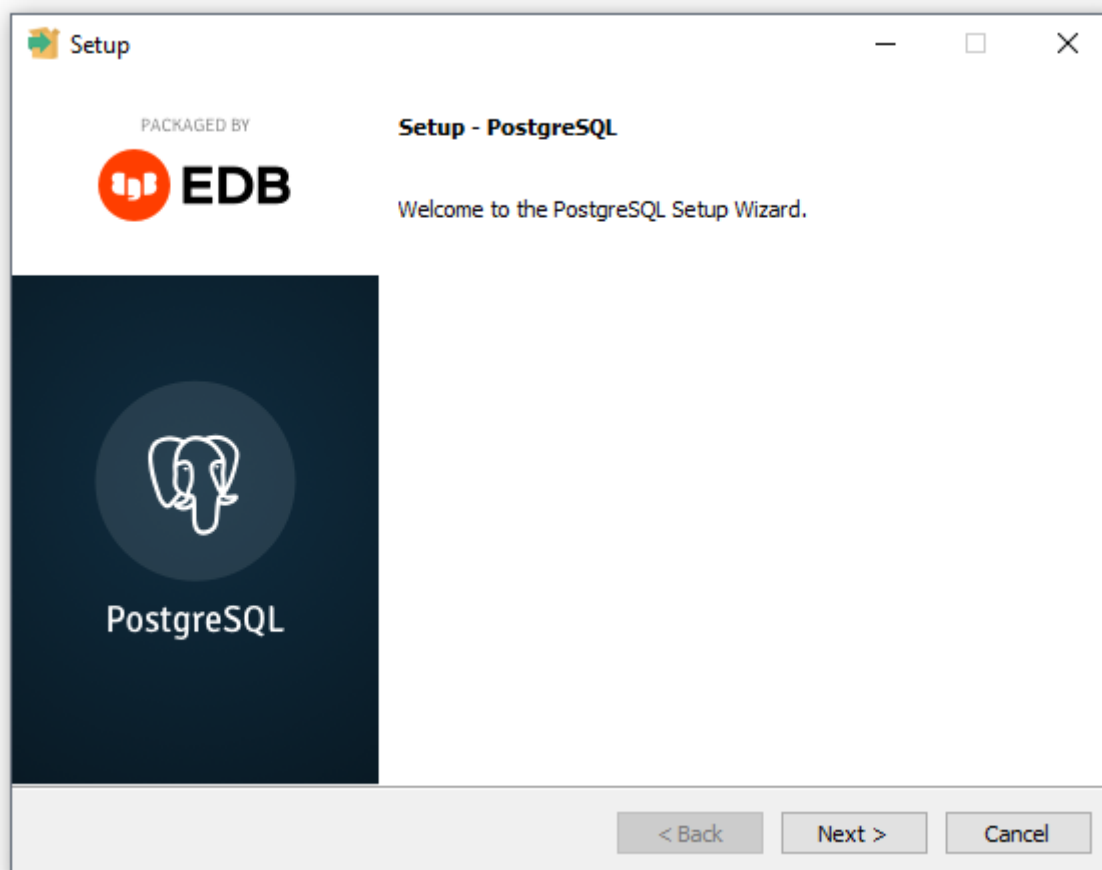 Setup
PACKAGED BY
EDB
Setup - PostgreSQL
Welcome to the PostgreSQL Setup Wizard.
PostgreSQL
< Back
Next >
Cancel